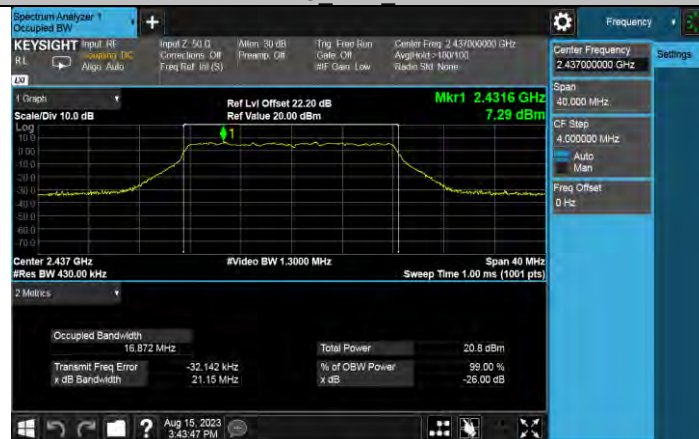 Spectrum Analyzer 1
Occupied BW
+
Frequency
KEYSIGHT Input: RF
RL
Coupling: DC
Align: Auto
Input Z: 50 Ω
Corrections: Off
Freq Ref: Int (S)
Atten: 30 dB
Preamp: Off
Trig: Free Run
Gate: Off
#IF Gain: Low
Center Freq: 2.437000000 GHz
Avg|Hold:>100/100
Radio Std: None
LXI
Center Frequency
2.437000000 GHz
Settings
Span
40.000 MHz
CF Step
4.000000 MHz
Auto
Man
Freq Offset
0 Hz
1 Graph
Scale/Div 10.0 dB
Ref Lvl Offset 22.20 dB
Ref Value 20.00 dBm
Mkr1 2.4316 GHz
7.29 dBm
Log
1
10.0
0.00
-10.0
-20.0
-30.0
-40.0
-50.0
-60.0
-70.0
Center 2.437 GHz
#Video BW 1.3000 MHz
Span 40 MHz
#Res BW 430.00 kHz
Sweep Time 1.00 ms (1001 pts)
2 Metrics
Occupied Bandwidth
16.872 MHz
Total Power 20.8 dBm
Transmit Freq Error -32.142 kHz
% of OBW Power 99.00 %
x dB Bandwidth 21.15 MHz
x dB -26.00 dB
?
Aug 15, 2023
3:43:47 PM